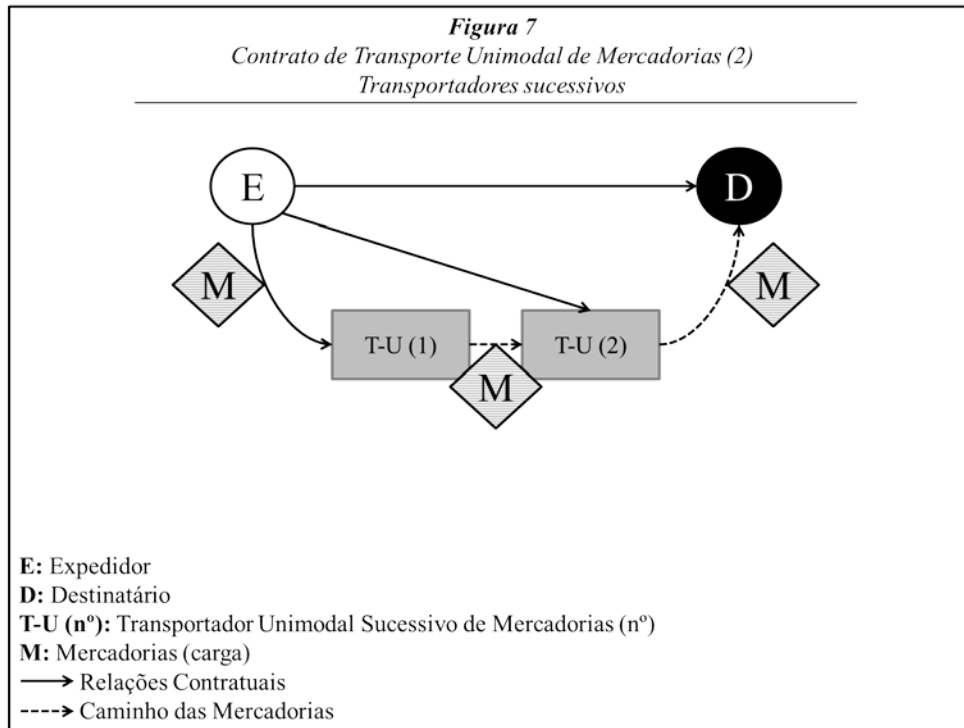 Figura 7
Contrato de Transporte Unimodal de Mercadorias (2)
Transportadores sucessivos
E
D
M
M
T-U (1)
T-U (2)
M
E: Expedidor
D: Destinatário
T-U (nº): Transportador Unimodal Sucessivo de Mercadorias (nº)
M: Mercadorias (carga)
Relações Contratuais
Caminho das Mercadorias